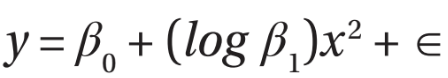 y = β₀ + (log β₁)x² + ∈